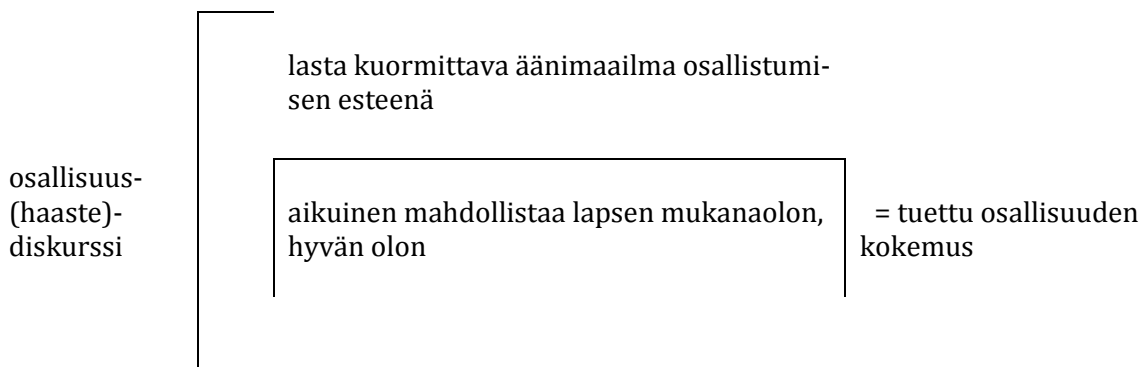 lasta kuormittava äänimaailma osallistumi-
sen esteenä
osallisuus-
(haaste)-
diskurssi
aikuinen mahdollistaa lapsen mukanaolon,
hyvän olon
= tuettu osallisuuden
kokemus